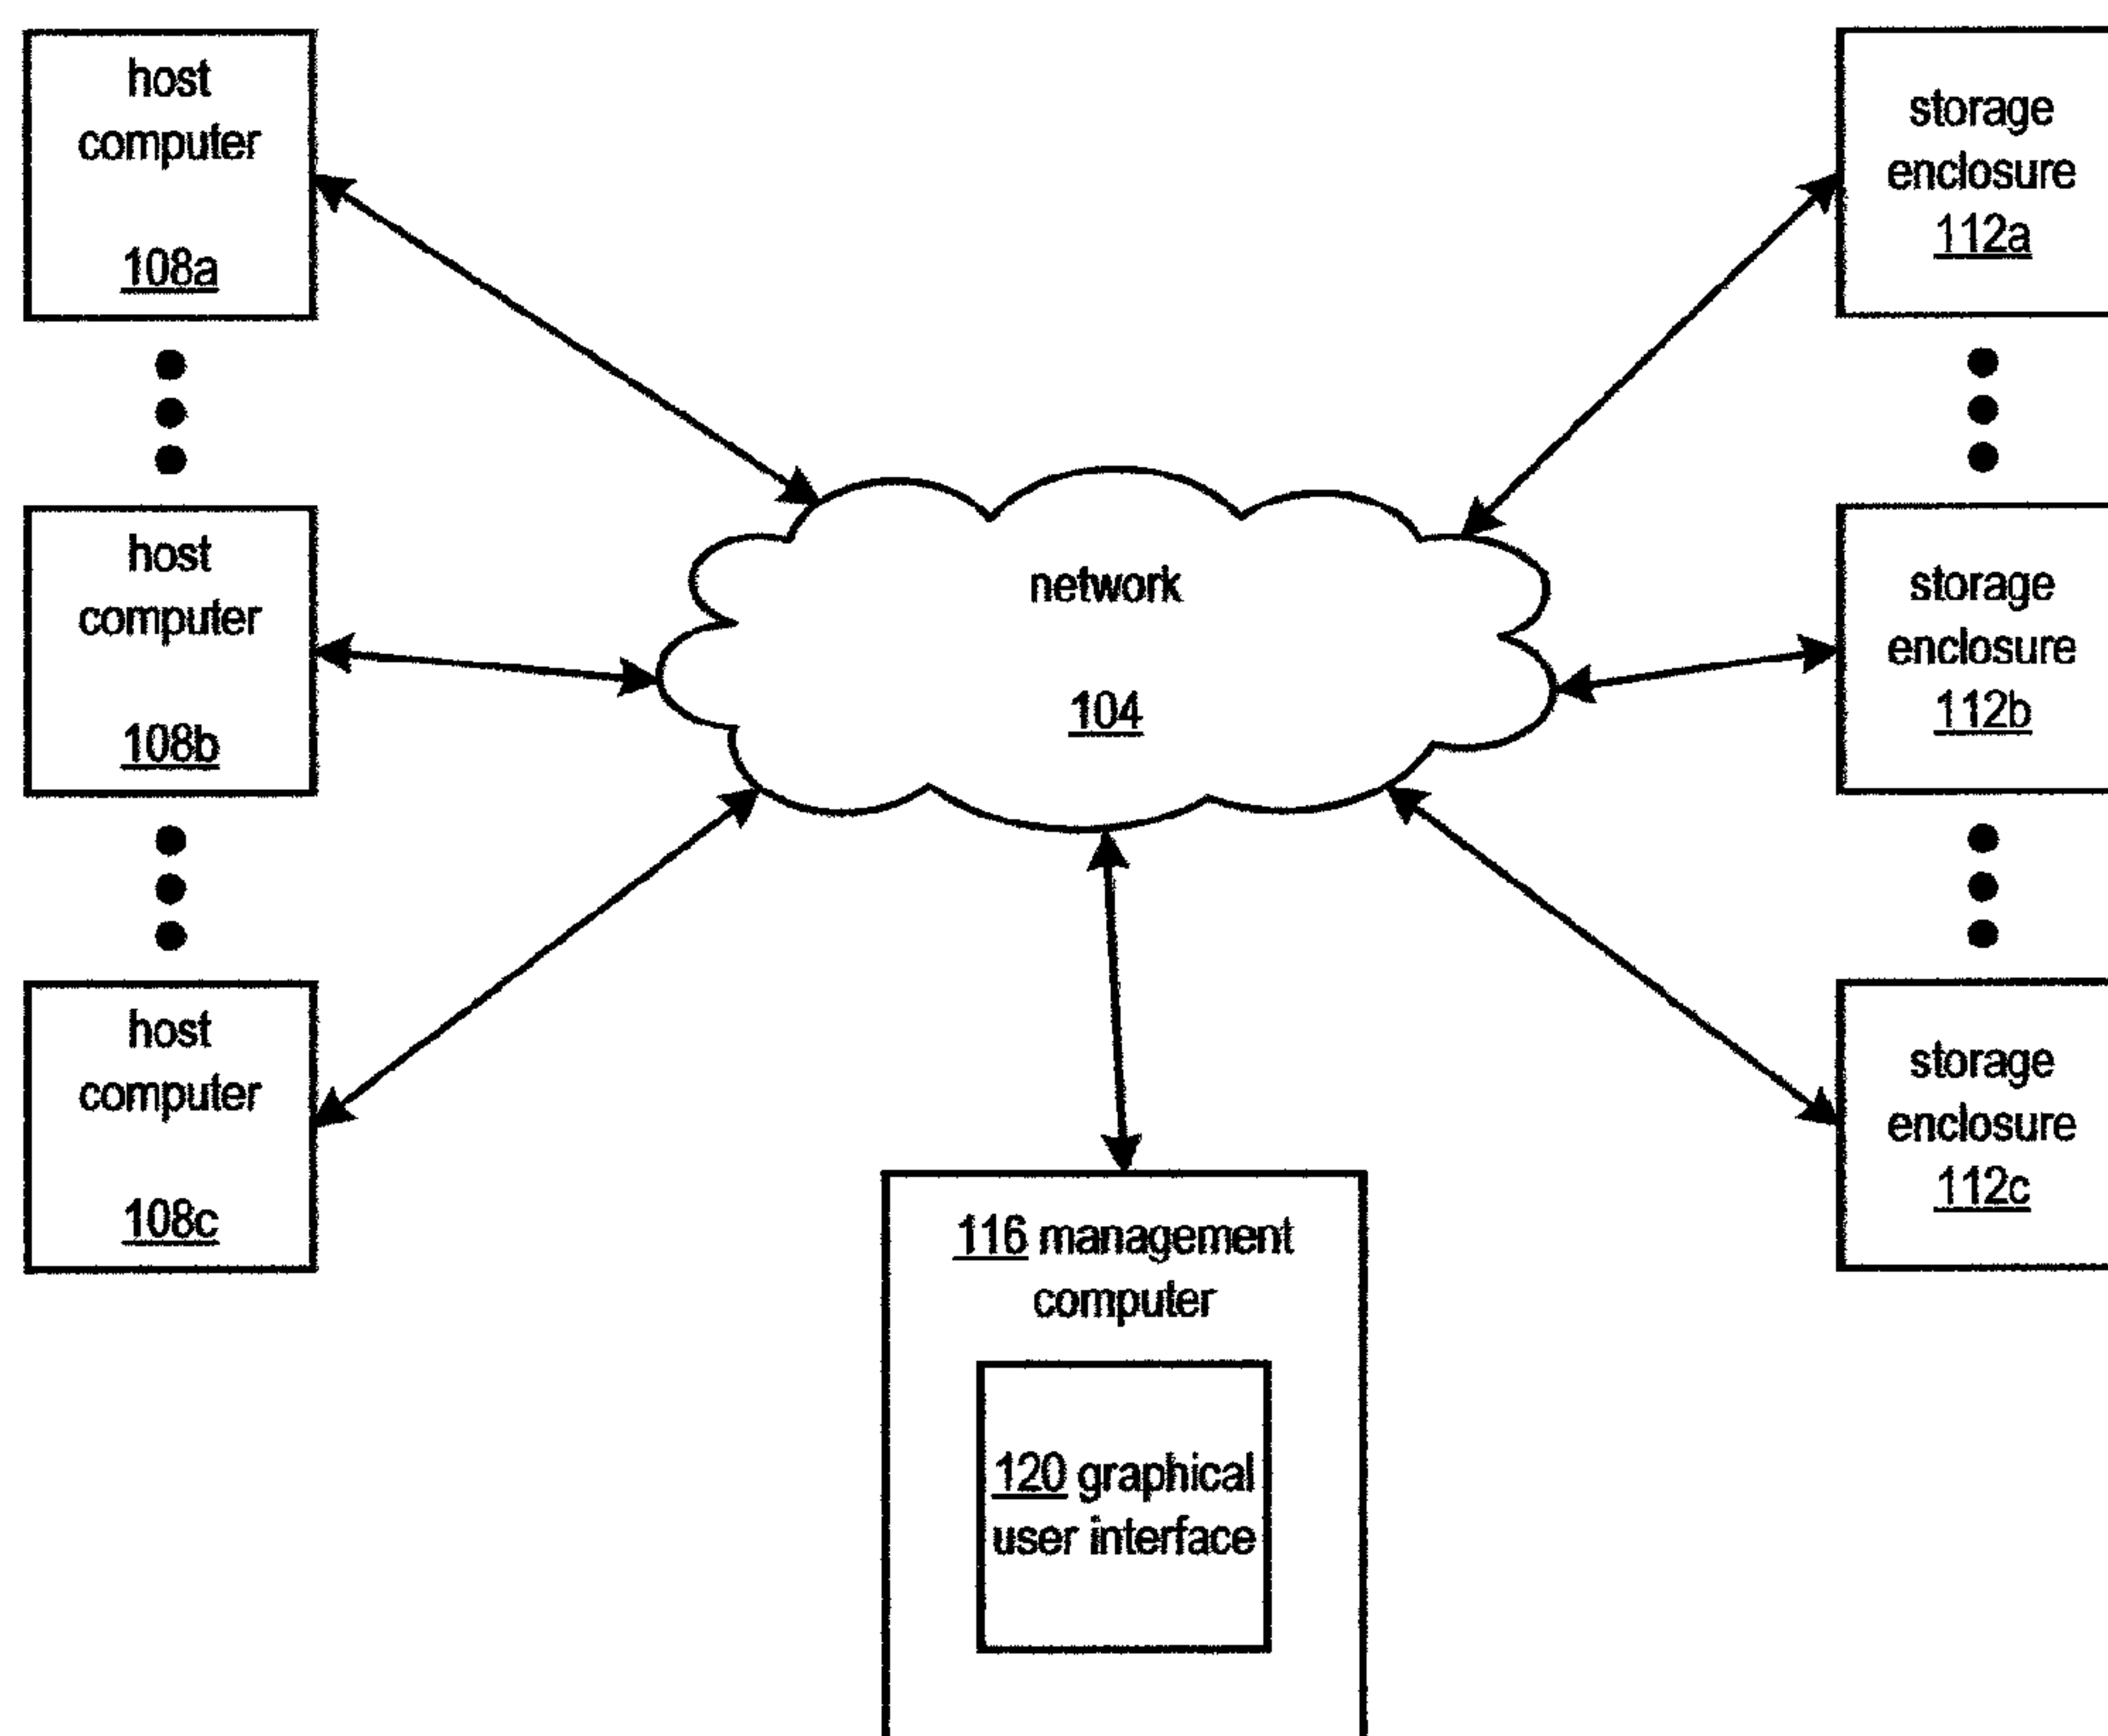 host
computer
108a
host
computer
108b
host
computer
108c
network
104
storage
enclosure
112a
storage
enclosure
112b
storage
enclosure
112c
116 management
computer
120 graphical
user interface